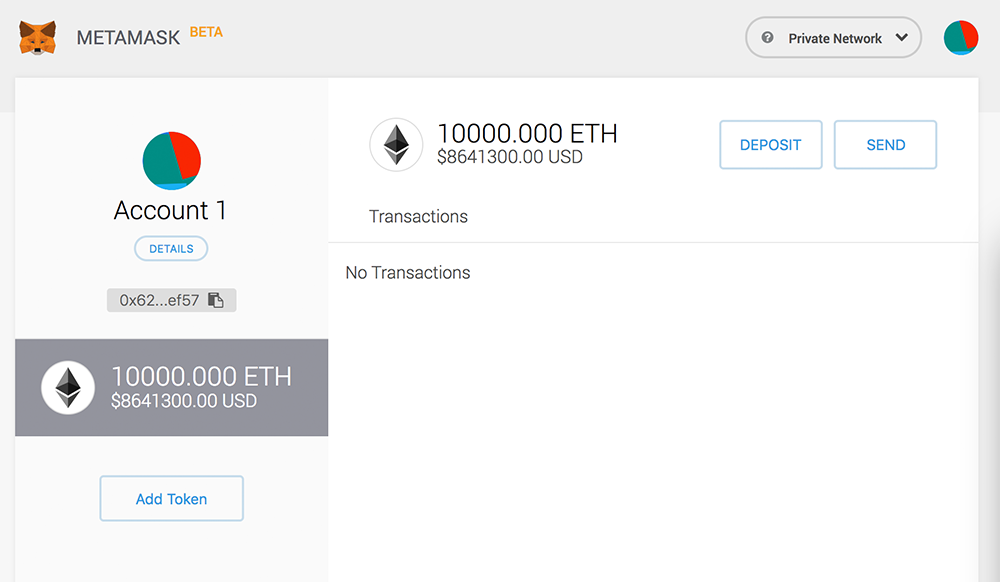 METAMASK BETA
Private Network
Account 1
DETAILS
0x62...ef57
10000.000 ETH
$8641300.00 USD
Add Token
10000.000 ETH
$8641300.00 USD
DEPOSIT
SEND
Transactions
No Transactions